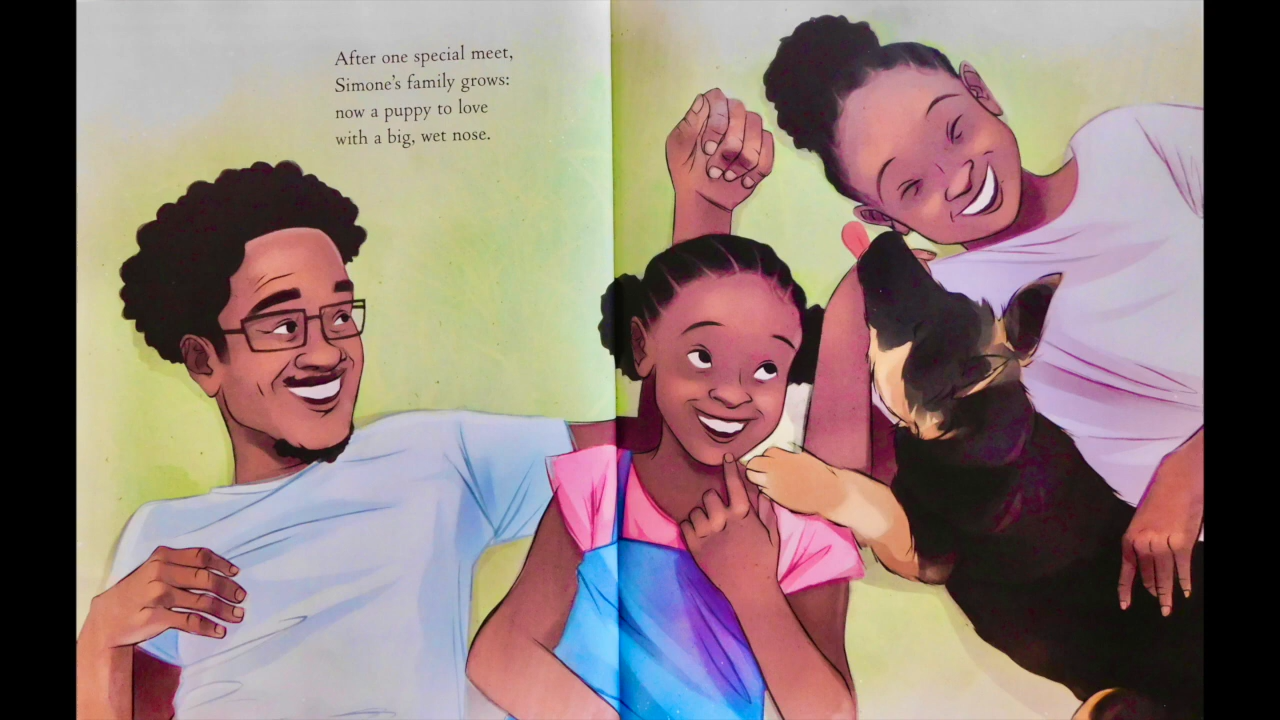 After one special meet,
Simone's family grows:
now a puppy to love
with a big, wet nose.